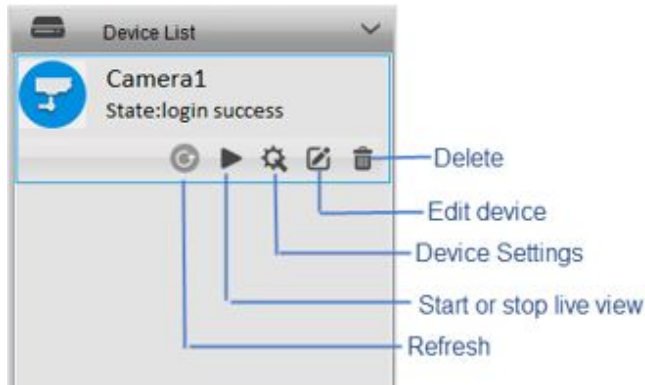 Device List
Camera1
State:login success
Delete
Edit device
Device Settings
Start or stop live view
Refresh